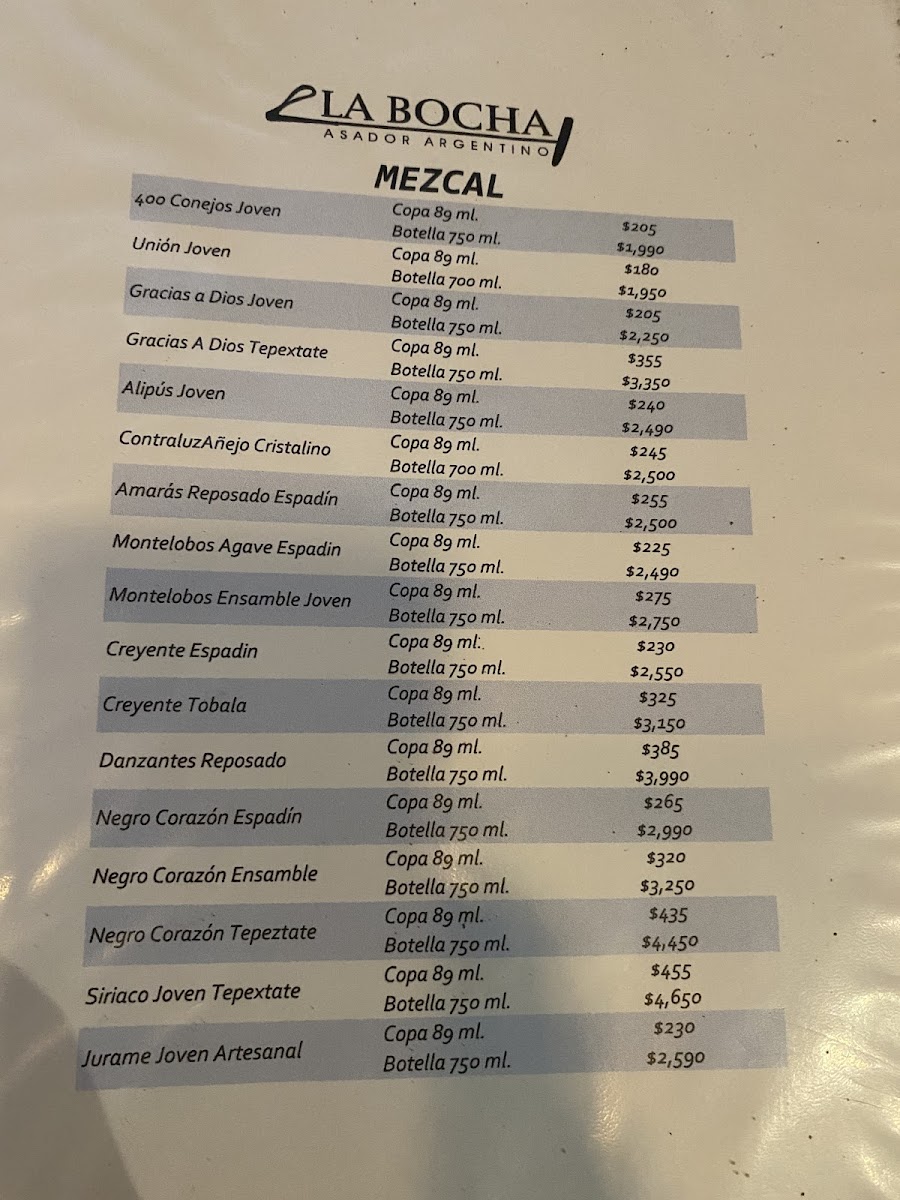 LA BOCHA
ASADOR ARGENTINO
MEZCAL
400 Conejos Joven Copa 89 ml. $205
Botella 750 ml. $1,990
Unión Joven Copa 89 ml. $180
Botella 700 ml. $1,950
Gracias a Dios Joven Copa 89 ml. $205
Botella 750 ml. $2,250
Gracias A Dios Tepextate Copa 89 ml. $355
Botella 750 ml. $3,350
Alipús Joven Copa 89 ml. $240
Botella 750 ml. $2,490
ContraluzAñejo Cristalino Copa 89 ml. $245
Botella 700 ml. $2,500
Amarás Reposado Espadín Copa 89 ml. $255
Botella 750 ml. $2,500
Montelobos Agave Espadin Copa 89 ml. $225
Botella 750 ml. $2,490
Montelobos Ensamble Joven Copa 89 ml. $275
Botella 750 ml. $2,750
Creyente Espadin Copa 89 ml. $230
Botella 750 ml. $2,550
Creyente Tobala Copa 89 ml. $325
Botella 750 ml. $3,150
Danzantes Reposado Copa 89 ml. $385
Botella 750 ml. $3,990
Negro Corazón Espadín Copa 89 ml. $265
Botella 750 ml. $2,990
Negro Corazón Ensamble Copa 89 ml. $320
Botella 750 ml. $3,250
Negro Corazón Tepeztate Copa 89 ml. $435
Botella 750 ml. $4,450
Siriaco Joven Tepextate Copa 89 ml. $455
Botella 750 ml. $4,650
Jurame Joven Artesanal Copa 89 ml. $230
Botella 750 ml. $2,590